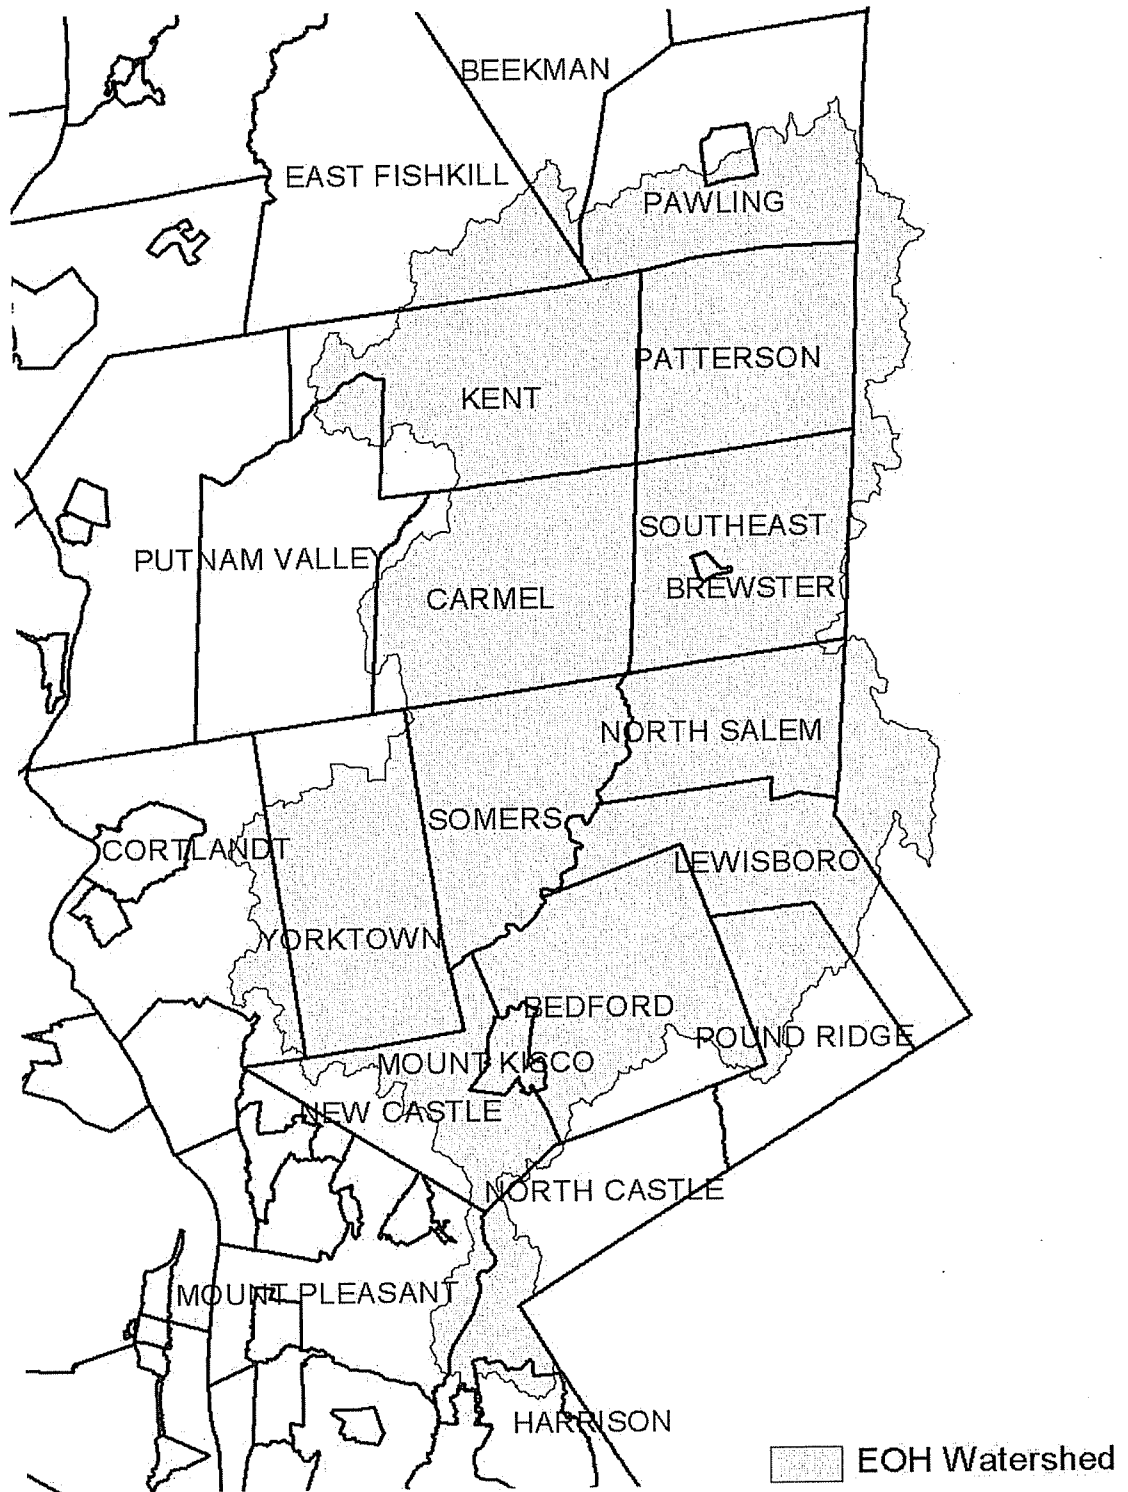 BEEKMAN
EAST FISHKILL
PAWLING
PATTERSON
KENT
SOUTHEAST
PUTNAM VALLEY
BREWSTER
CARMEL
NORTH SALEM
SOMERS
CORTLANDT
LEWISBORO
YORKTOWN
BEDFORD
POUND RIDGE
MOUNT KISCO
NEW CASTLE
NORTH CASTLE
MOUNT PLEASANT
HARRISON
EOH Watershed